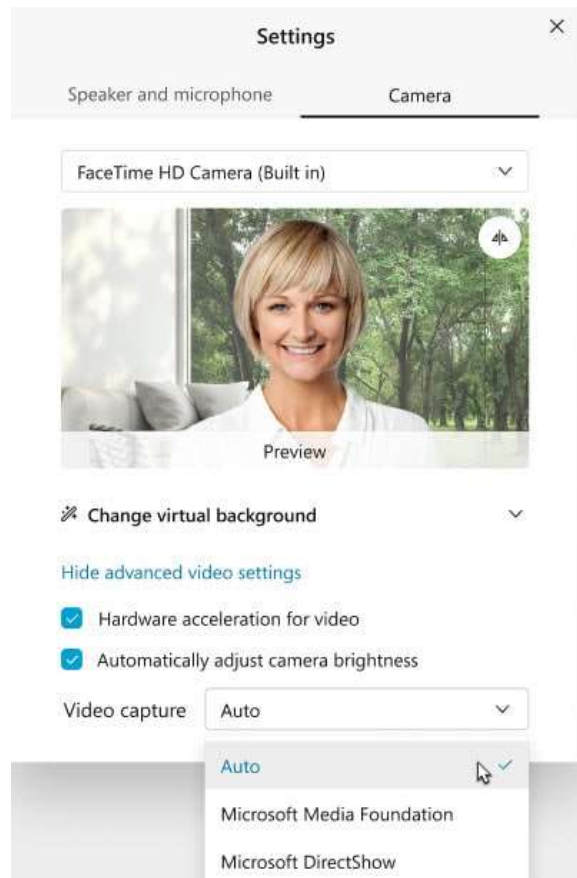 Settings
Speaker and microphone
Camera
FaceTime HD Camera (Built in)
Preview
Change virtual background
Hide advanced video settings
Hardware acceleration for video
Automatically adjust camera brightness
Video capture Auto
Auto
Microsoft Media Foundation
Microsoft DirectShow